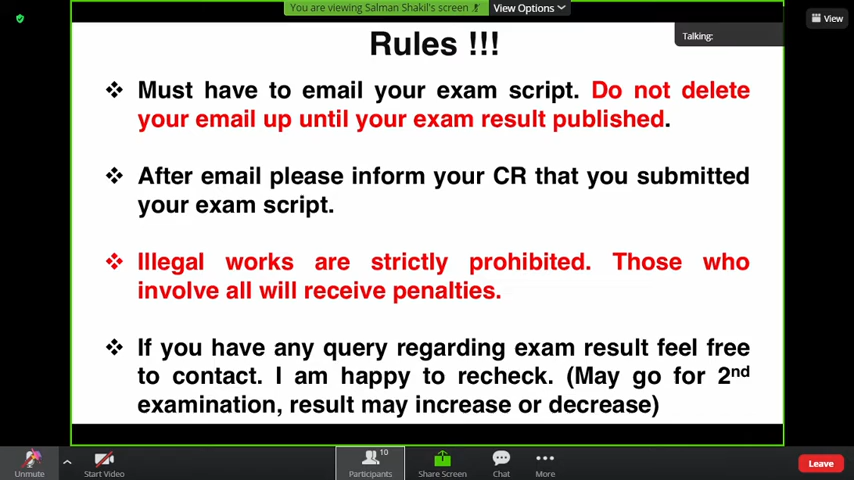 You are viewing Salman Shakil's screen
View Options
View
Rules !!!
Talking:
❖ Must have to email your exam script. Do not delete
your email up until your exam result published.
❖ After email please inform your CR that you submitted
your exam script.
❖ Illegal works are strictly prohibited. Those who
involve all will receive penalties.
❖ If you have any query regarding exam result feel free
to contact. I am happy to recheck. (May go for 2nd
examination, result may increase or decrease)
10
Unmute
Start Video
Participants
Share Screen
Chat
More
Leave